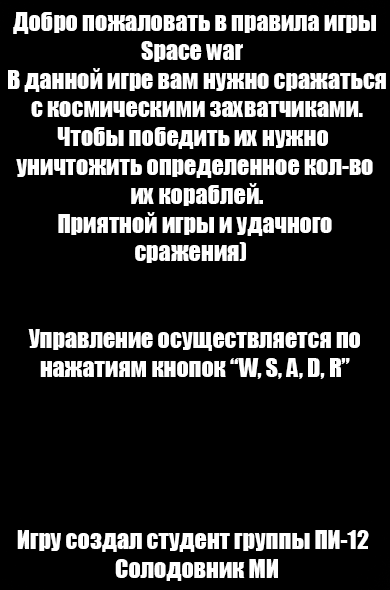 Добро пожаловать в правила игры
Space war
В данной игре вам нужно сражаться
с космическими захватчиками.
Чтобы победить их нужно
уничтожить определенное кол-во
их кораблей.
Приятной игры и удачного
сражения)
Управление осуществляется по
нажатиям кнопок “W, S, A, D, R”
Игру создал студент группы ПИ-12
Солодовник МИ